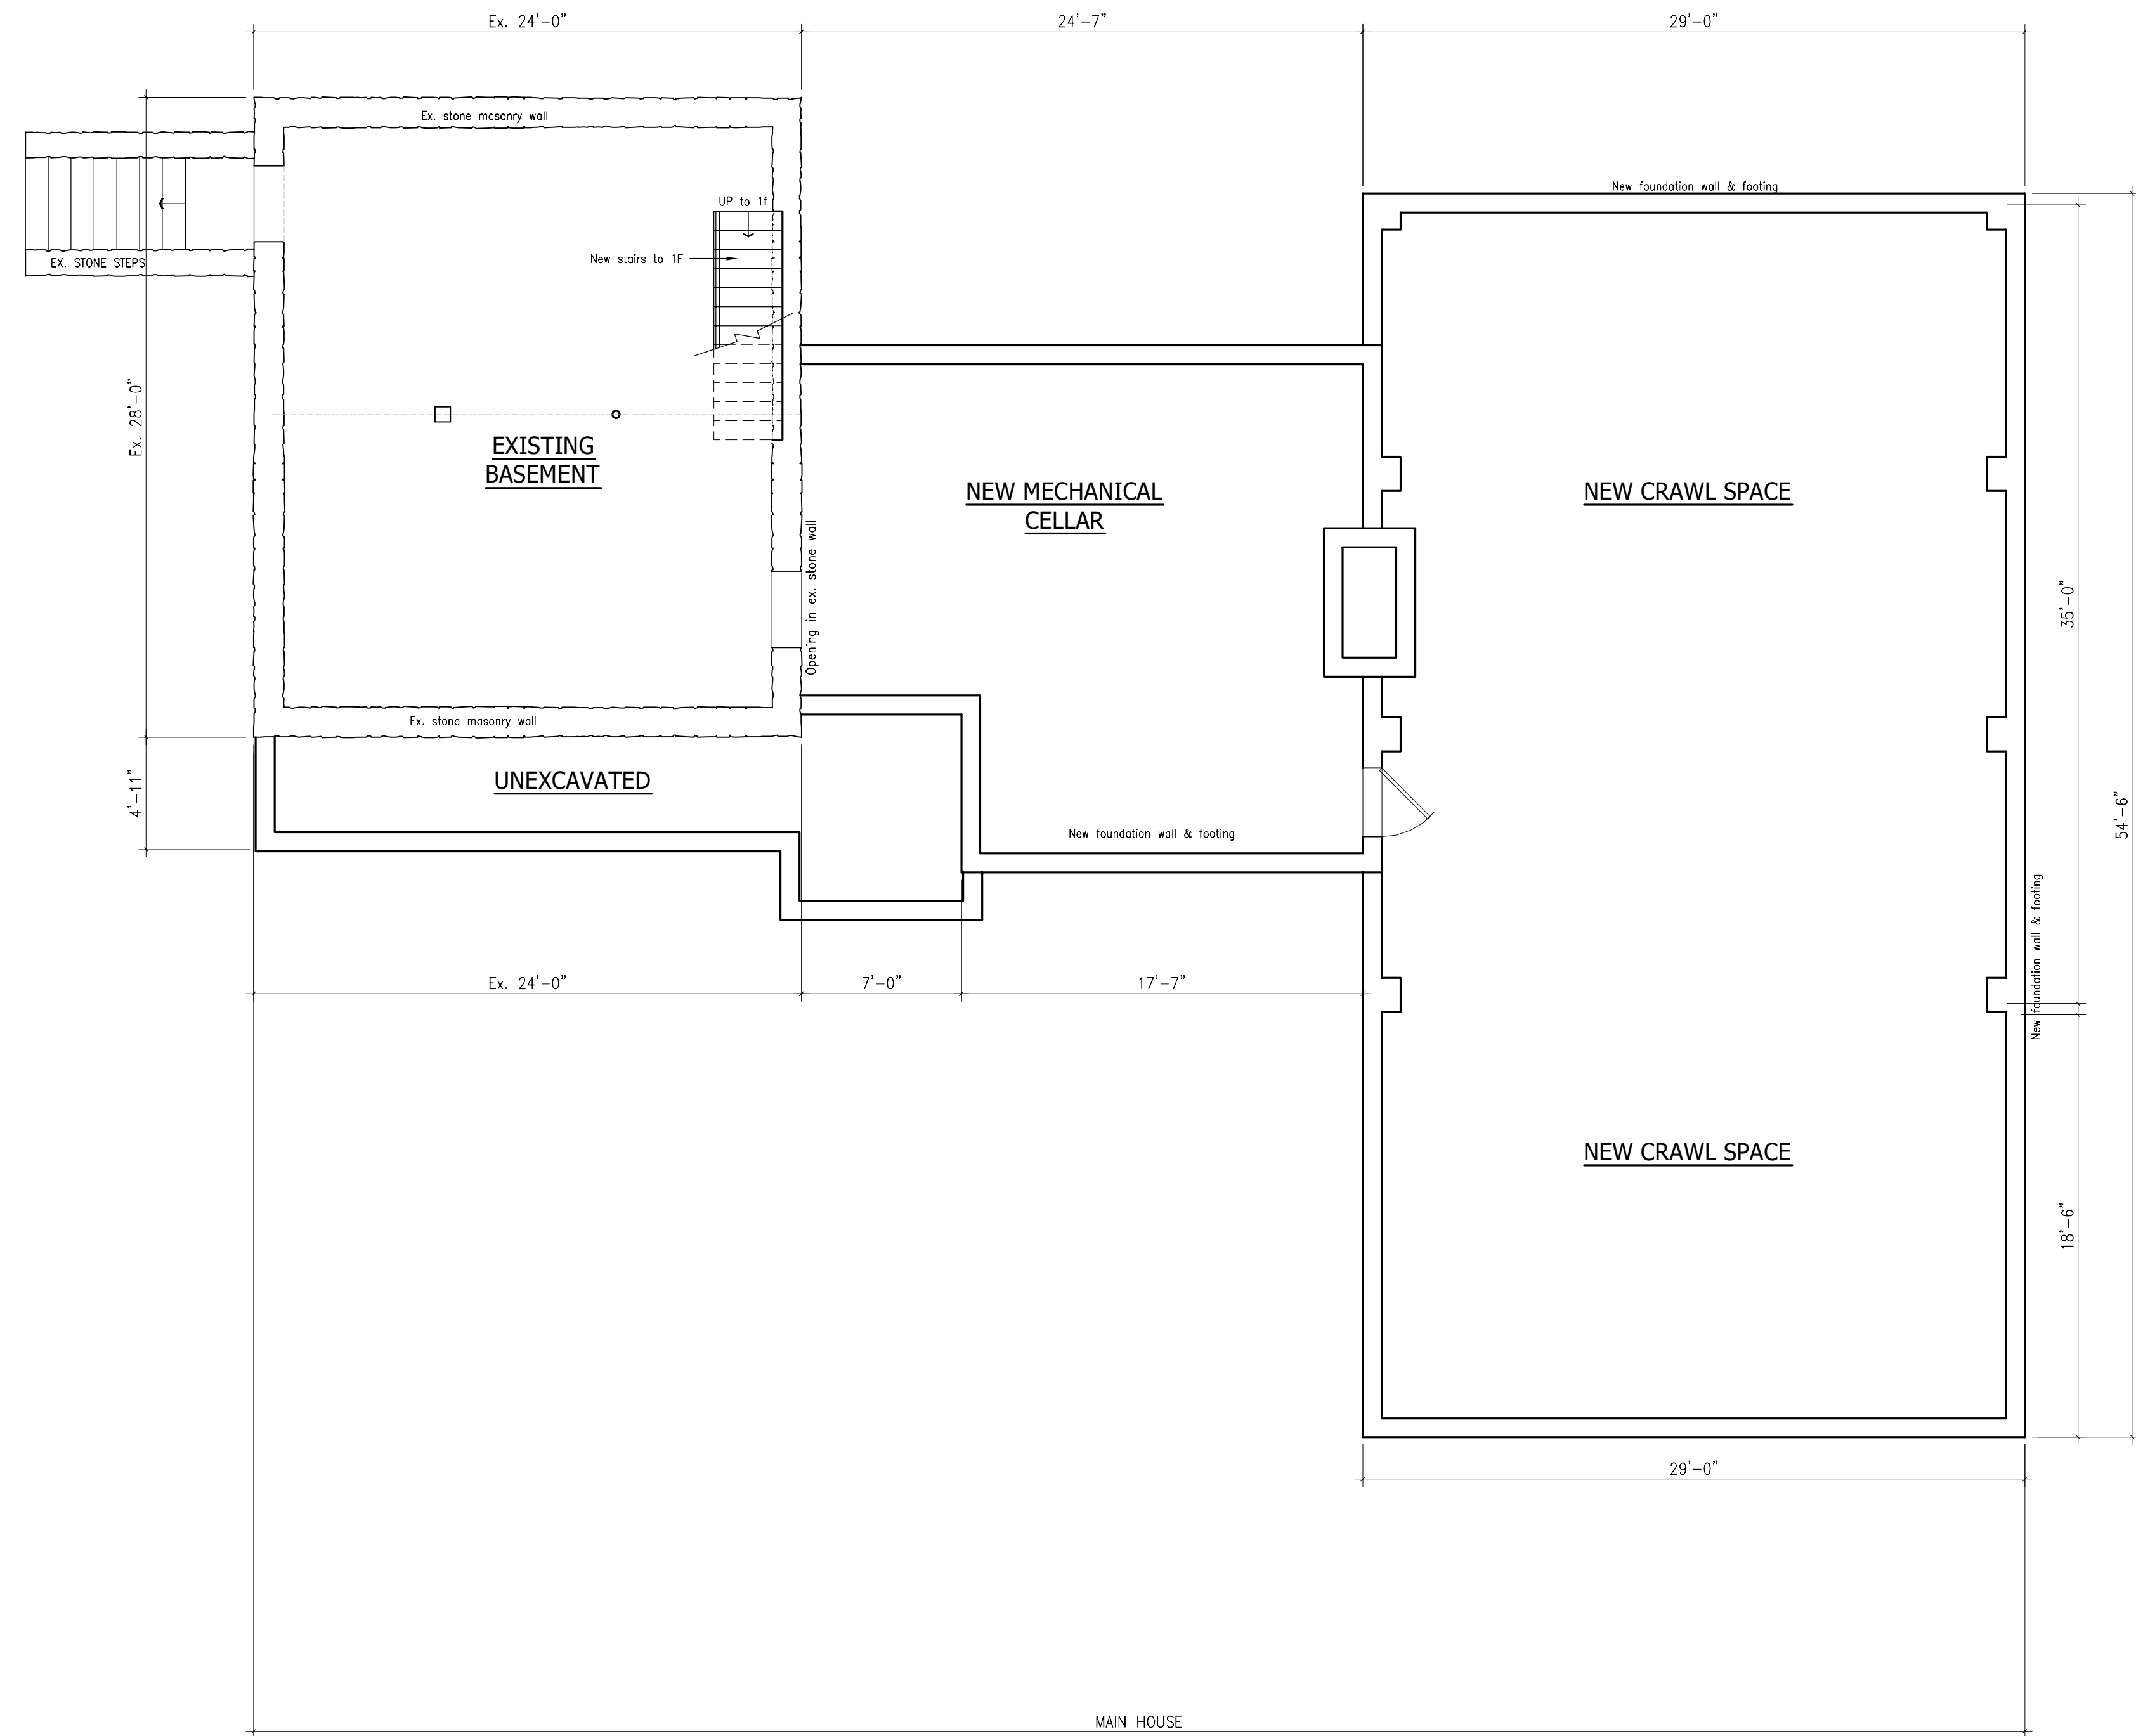 Ex. 24'-0"
24'-7"
29'-0"
Ex. stone masonry wall
New foundation wall & footing
UP to 1f
New stairs to 1F
EX. STONE STEPS
Ex. 28'-0"
EXISTING
BASEMENT
NEW MECHANICAL
CELLAR
NEW CRAWL SPACE
Opening in ex. stone wall
35'-0"
54'-6"
Ex. stone masonry wall
4'-11"
UNEXCAVATED
New foundation wall & footing
New foundation wall & footing
Ex. 24'-0"
7'-0"
17'-7"
NEW CRAWL SPACE
18'-6"
29'-0"
MAIN HOUSE